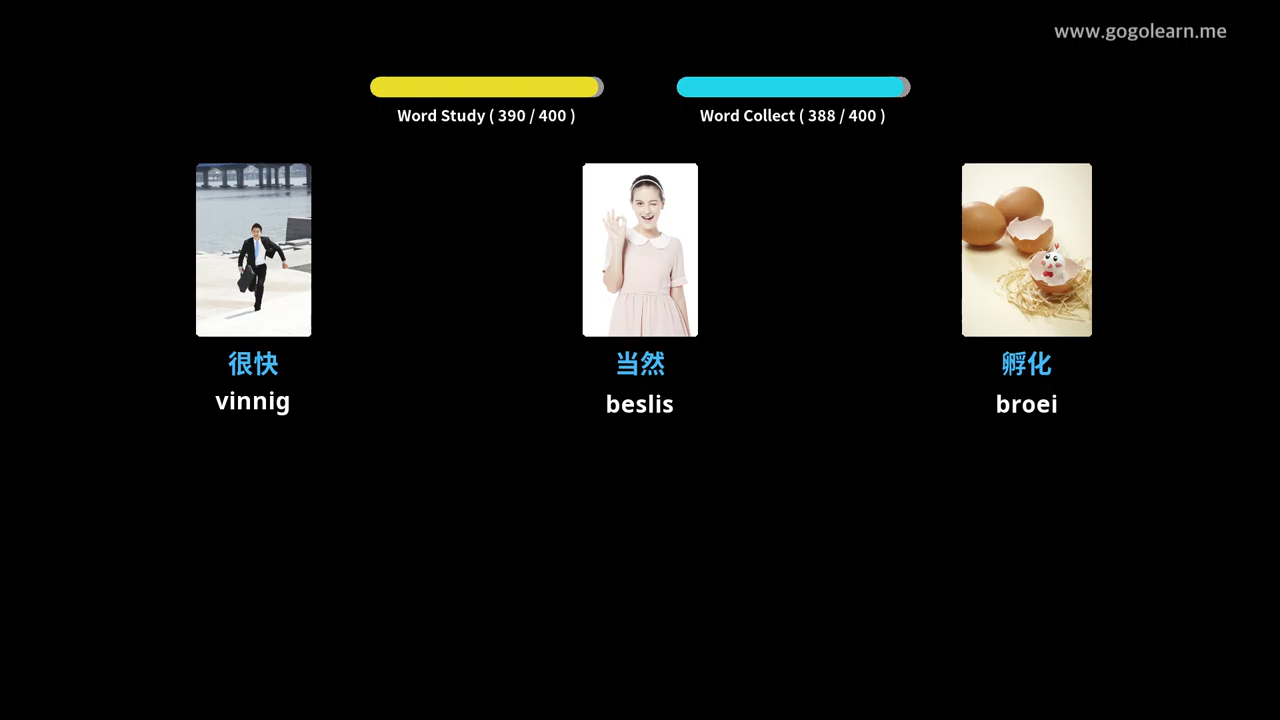 www.gogolearn.me
Word Study ( 390 / 400 )
Word Collect ( 388 / 400 )
很快
vinnig
当然
beslis
孵化
broei